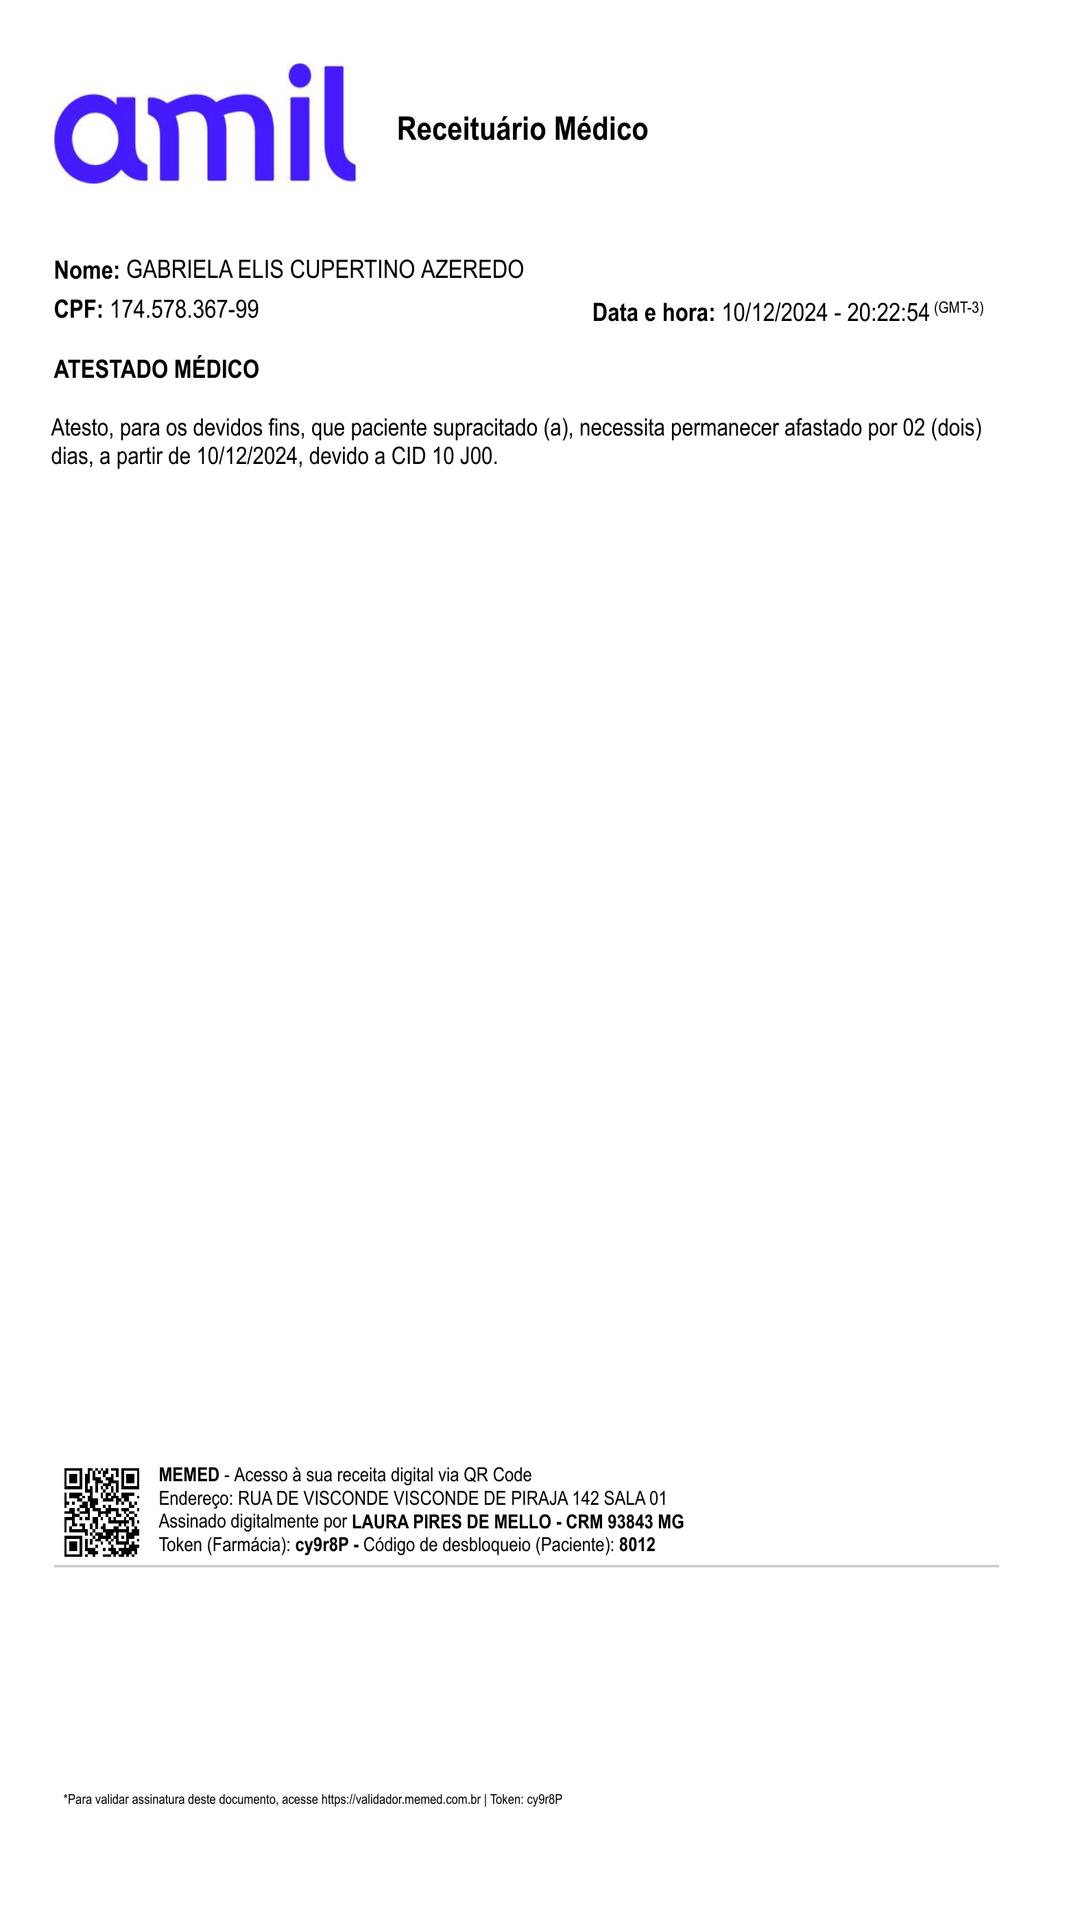 amil
Receituário Médico
Nome: GABRIELA ELIS CUPERTINO AZEREDO
CPF: 174.578.367-99
Data e hora: 10/12/2024 - 20:22:54 (GMT-3)
ATESTADO MÉDICO
Atesto, para os devidos fins, que paciente supracitado (a), necessita permanecer afastado por 02 (dois)
dias, a partir de 10/12/2024, devido a CID 10 J00.
MEMED - Acesso à sua receita digital via QR Code
Endereço: RUA DE VISCONDE VISCONDE DE PIRAJA 142 SALA 01
Assinado digitalmente por LAURA PIRES DE MELLO - CRM 93843 MG
Token (Farmácia): cy9r8P - Código de desbloqueio (Paciente): 8012
*Para validar assinatura deste documento, acesse https://validador.memed.com.br | Token: cy9r8P